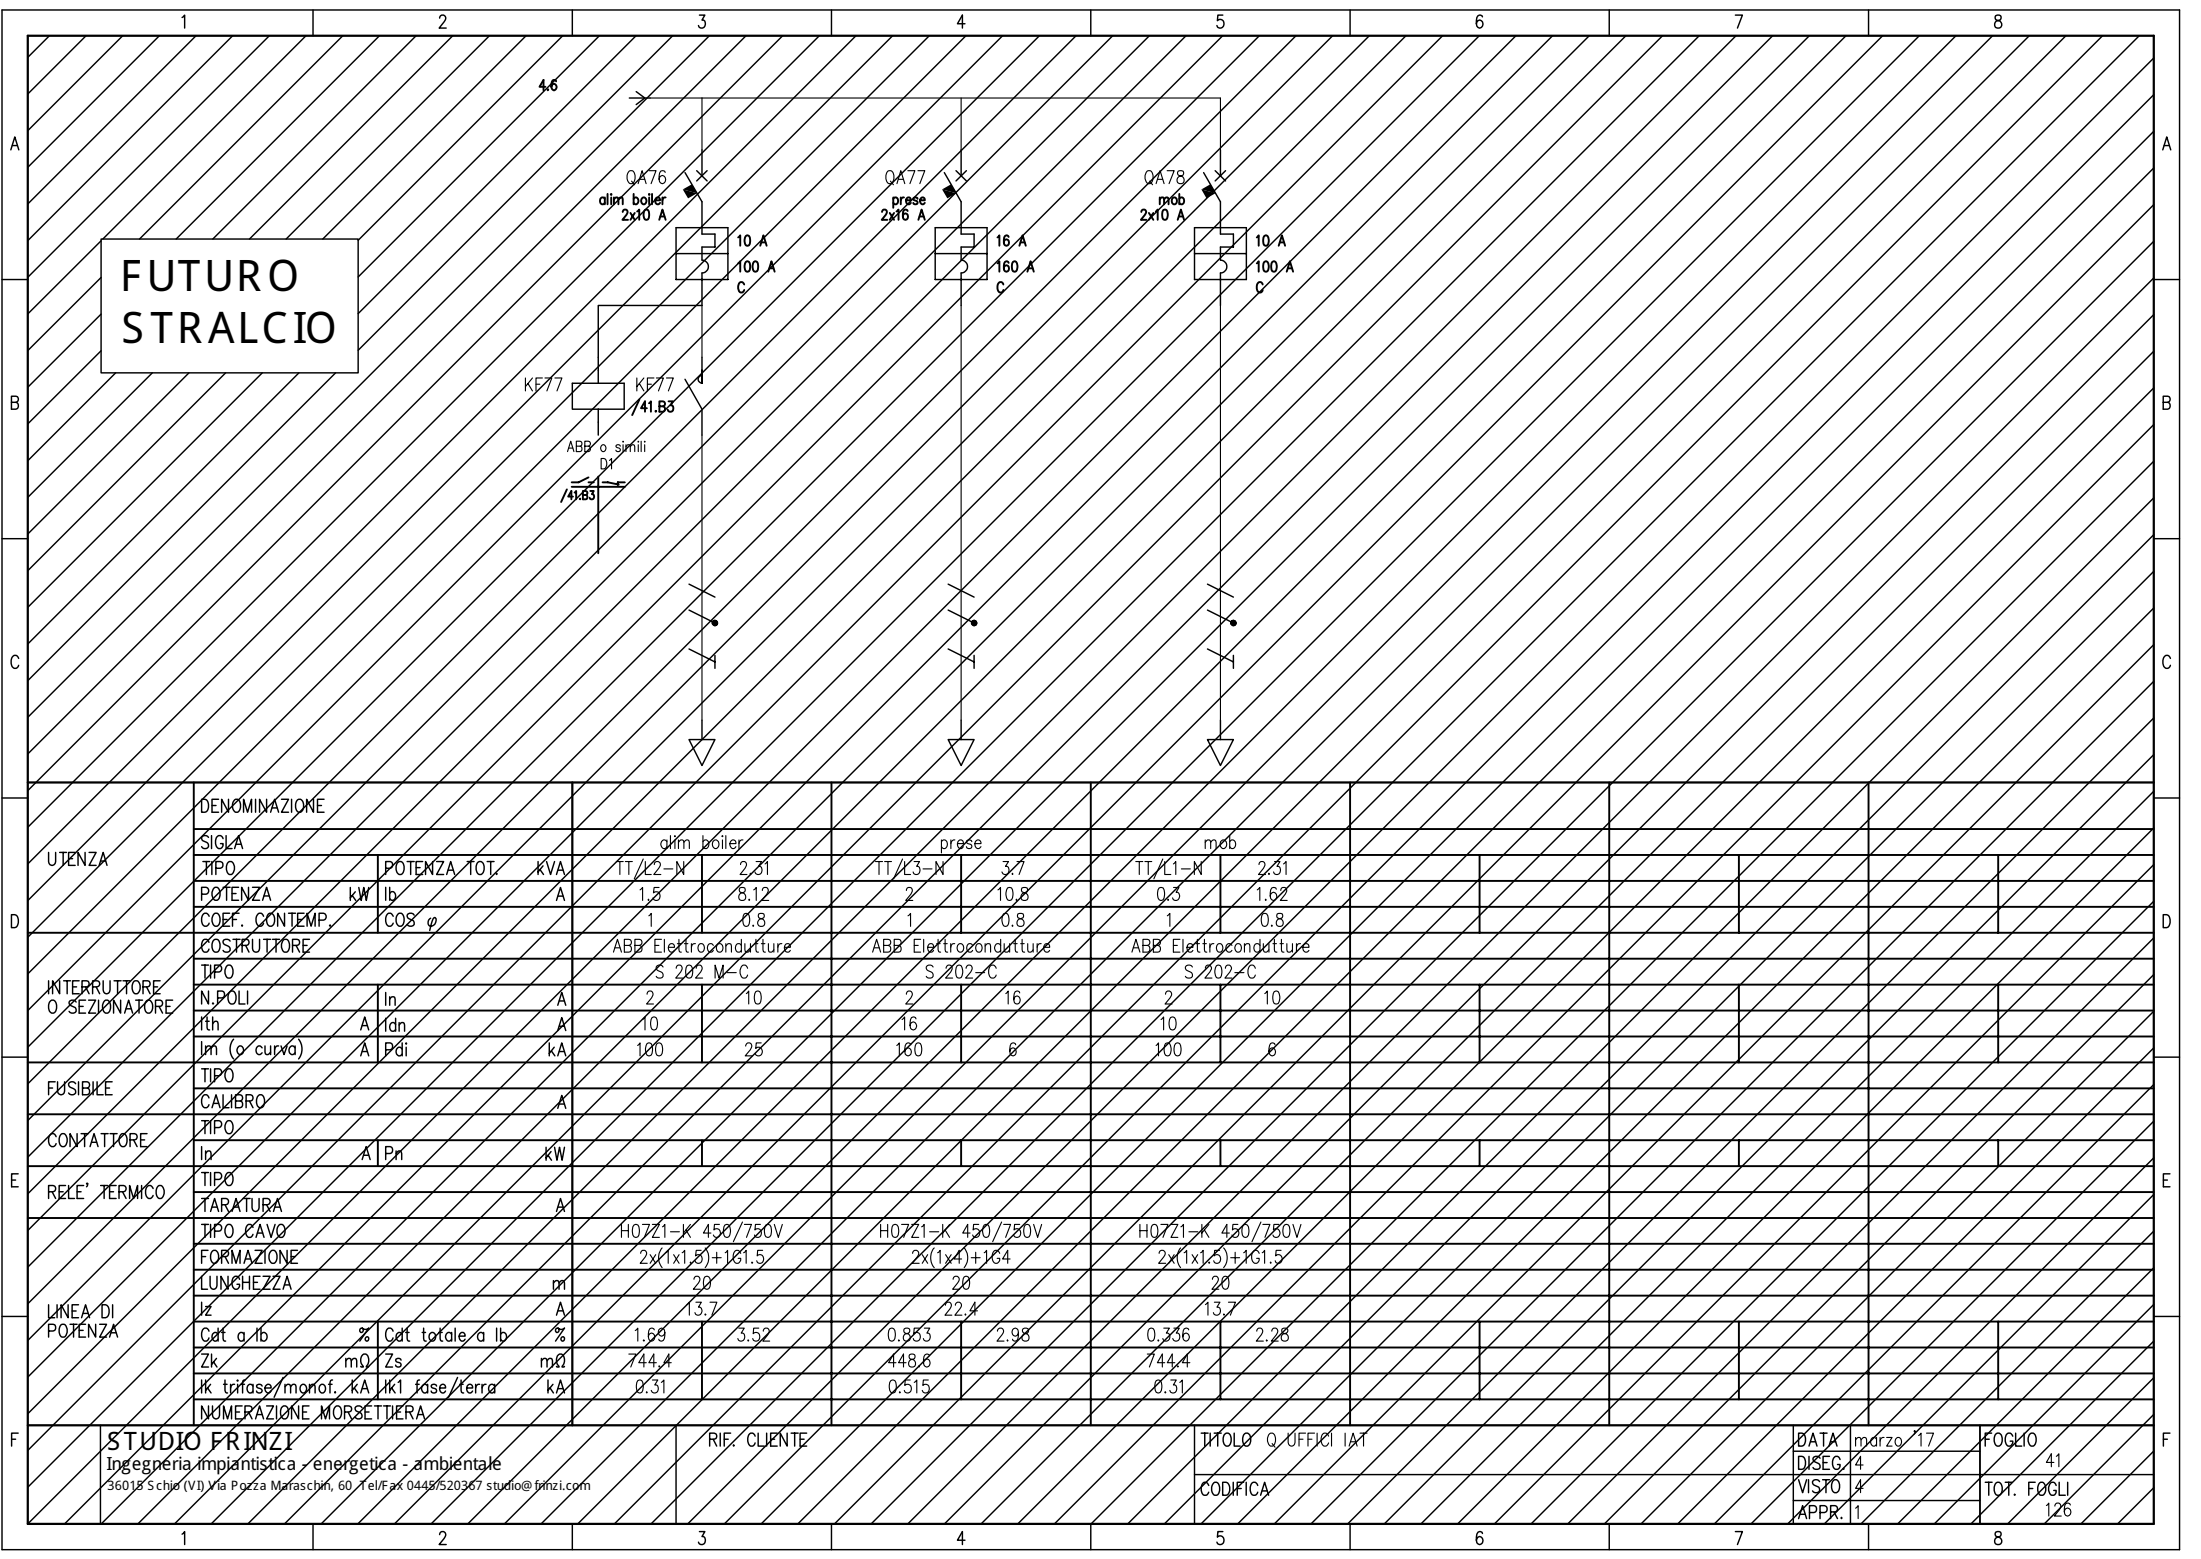 1 2 3 4 5 6 7 8
4.6
A A
QA76 QA77 QA78
alim boiler prese mob
2x10 A 2x16 A 2x10 A
10 A 16 A 10 A
100 A 160 A 100 A
C C C
FUTURO
STRALCIO
KF77 KF77
/41.B3
B B
ABB o simili
D1
/41.B3
C C
UTENZA
DENOMINAZIONE
SIGLA alim boiler prese mob
TIPO POTENZA TOT. kVA TT/L2-N 2.31 TT/L3-N 3.7 TT/L1-N 2.31
POTENZA kW Ib A 1.5 8.12 2 10.8 0.3 1.62
COEF. CONTEMP. COS φ 1 0.8 1 0.8 1 0.8
D D
INTERRUTTORE
O SEZIONATORE
COSTRUTTORE ABB Elettrocondutture ABB Elettrocondutture ABB Elettrocondutture
TIPO S 202 M-C S 202-C S 202-C
N.POLI In A 2 10 2 16 2 10
Ith A Idn A 10 16 10
Im (o curva) A Pdi kA 100 25 160 6 100 6
FUSIBILE
TIPO
CALIBRO A
CONTATTORE
TIPO
In A Pn kW
E E
RELE' TERMICO
TIPO
TARATURA A
LINEA DI
POTENZA
TIPO CAVO H07Z1-K 450/750V H07Z1-K 450/750V H07Z1-K 450/750V
FORMAZIONE 2x(1x1.5)+1G1.5 2x(1x4)+1G4 2x(1x1.5)+1G1.5
LUNGHEZZA m 20 20 20
Iz A 13.7 22.4 13.7
Cdt a Ib % Cdt totale a Ib % 1.69 3.52 0.853 2.98 0.336 2.28
Zk mΩ Zs mΩ 744.4 448.6 744.4
Ik trifase/monof. kA Ik1 fase/terra kA 0.31 0.515 0.31
NUMERAZIONE MORSETTIERA
F F
STUDIO FRINZI
Ingegneria impiantistica - energetica - ambientale
36015 Schio (VI) Via Pozza Maraschin, 60 Tel/Fax 0445/520367 studio@frinzi.com
RIF. CLIENTE
TITOLO Q UFFICI IAT
CODIFICA
DATA marzo '17
DISEG. 4
VISTO 4
APPR. 1
FOGLIO
41
TOT. FOGLI
126
1 2 3 4 5 6 7 8